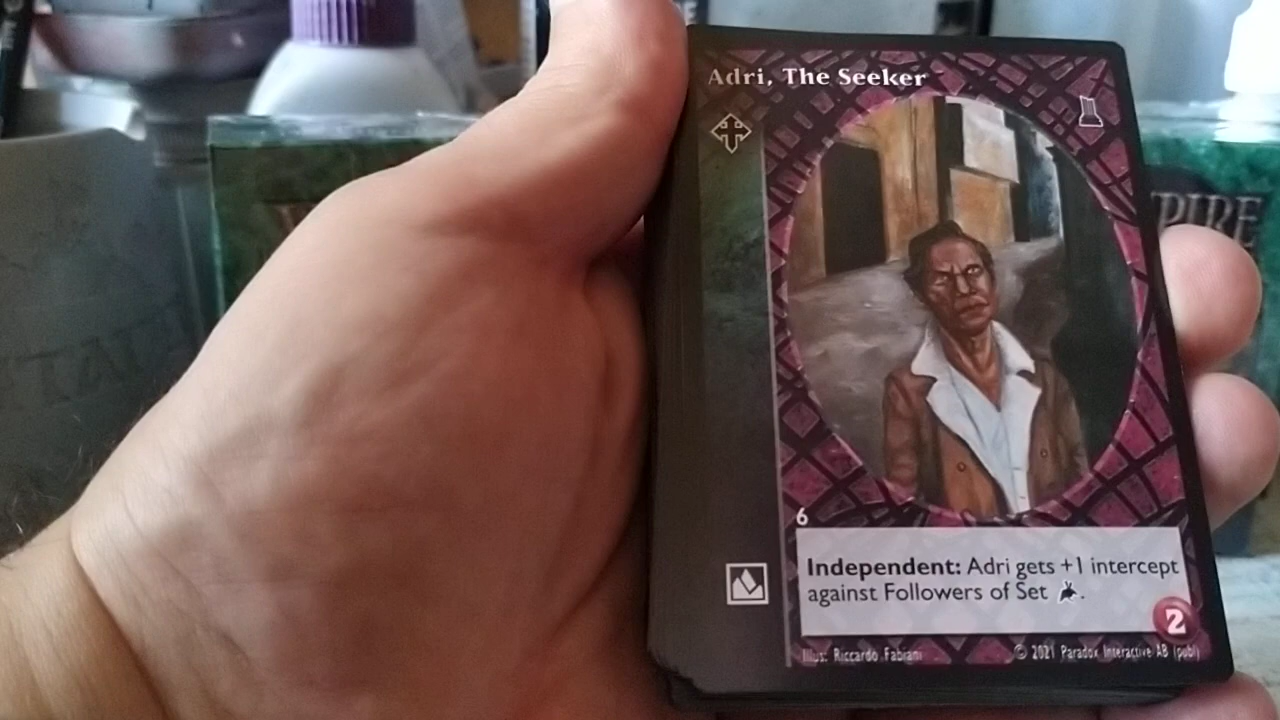 Adri, The Seeker
6
Independent: Adri gets +1 intercept
against Followers of Set .
2
Illus: Riccardo Fabiani
© 2021 Paradox Interactive AB (publ)
PIRE